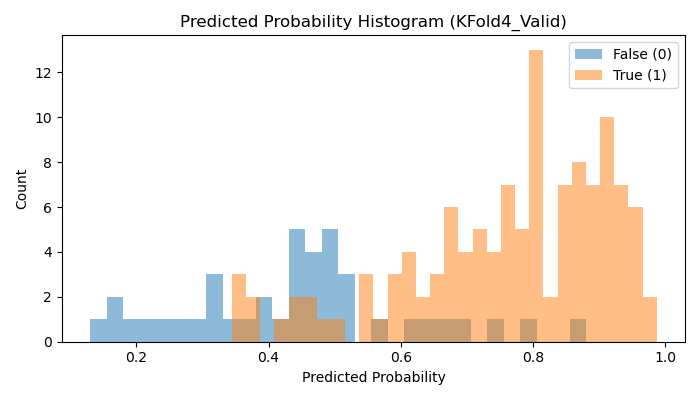 Predicted Probability Histogram (KFold4_Valid)
False (0)
True (1)
Count
12
10
8
6
4
2
0
0.2
0.4
0.6
0.8
1.0
Predicted Probability